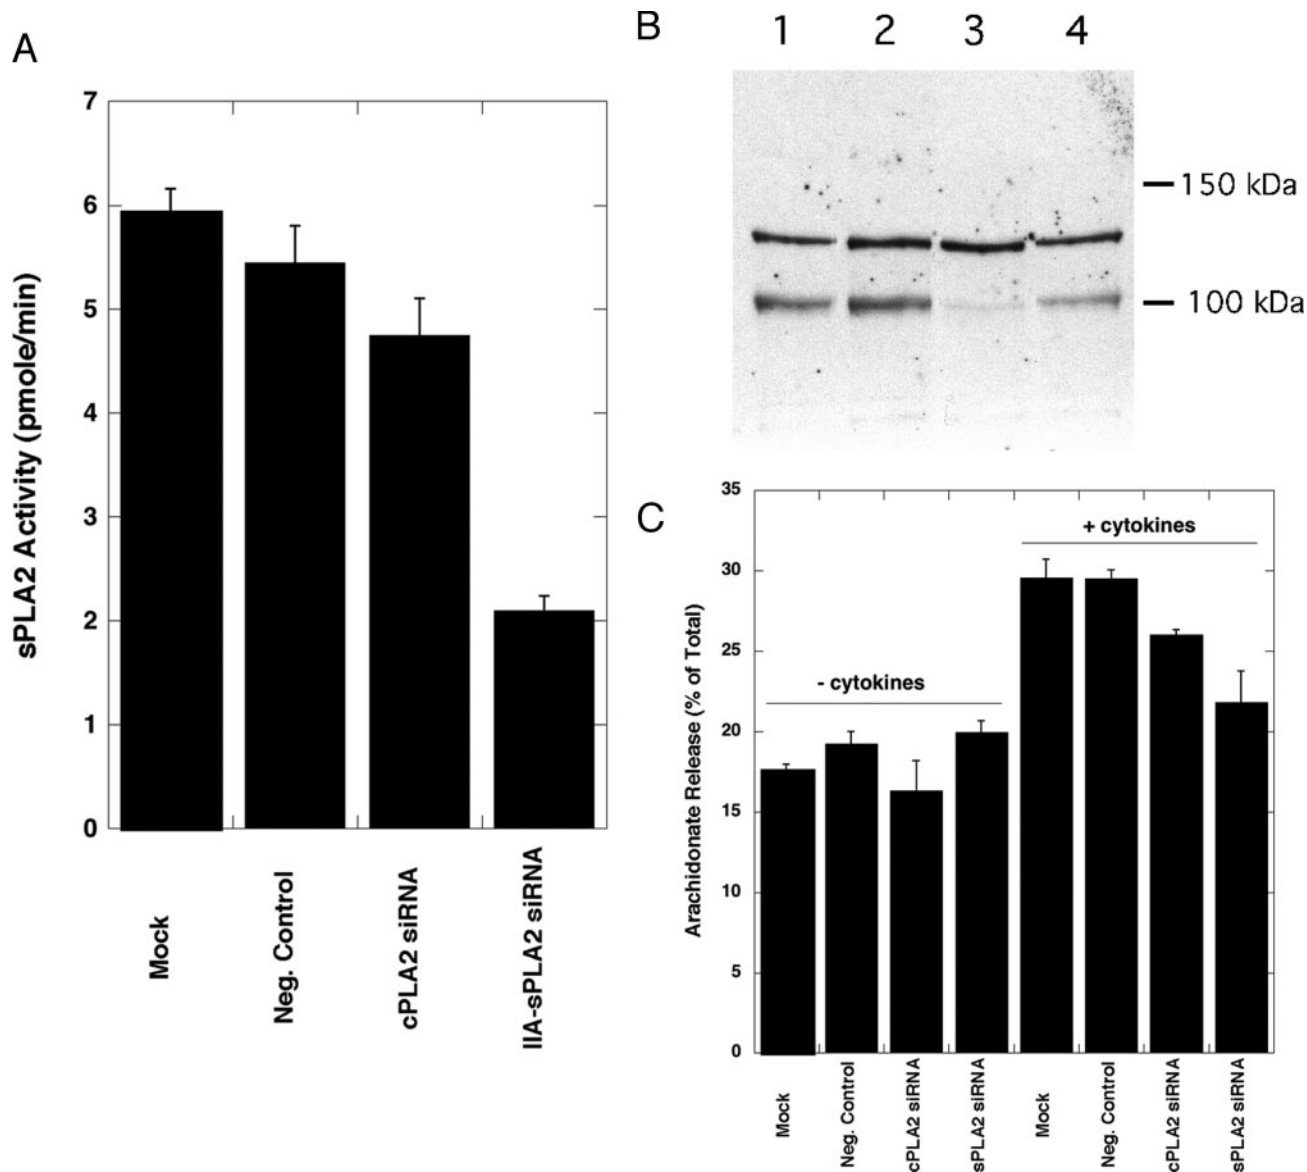 A
sPLA2 Activity (pmole/min)
7
6
5
4
3
2
1
0
Mock
Neg. Control
cPLA2 siRNA
IIA-sPLA2 siRNA
B
1 2 3 4
150 kDa
100 kDa
C
Arachidonate Release (% of Total)
35
30
25
20
15
10
5
0
- cytokines
+ cytokines
Mock
Neg. Control
cPLA2 siRNA
sPLA2 siRNA
Mock
Neg. Control
cPLA2 siRNA
sPLA2 siRNA